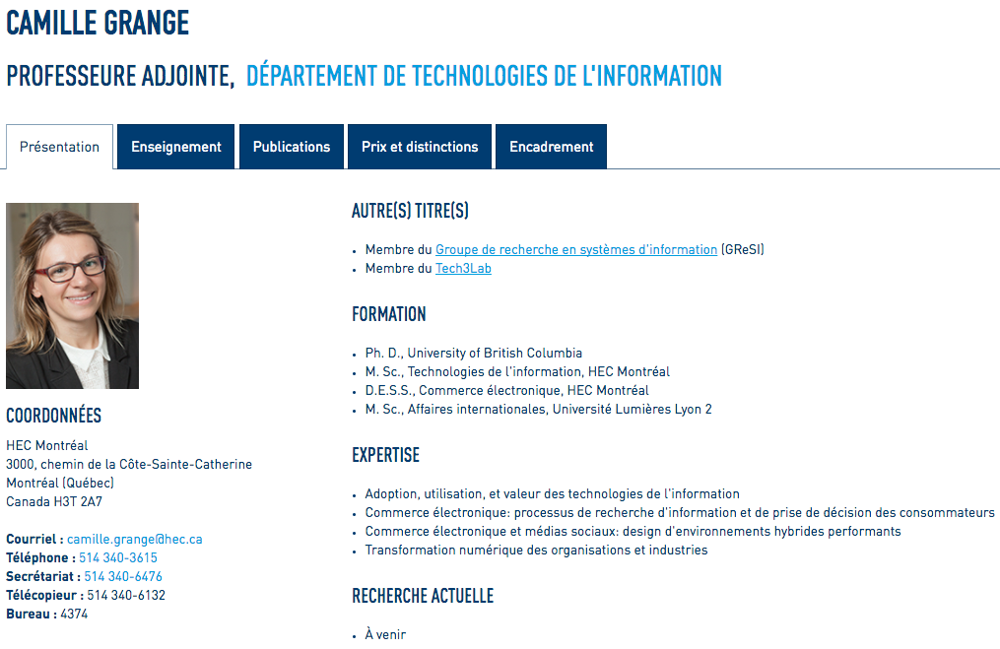 CAMILLE GRANGE
PROFESSEURE ADJOINTE, DÉPARTEMENT DE TECHNOLOGIES DE L'INFORMATION
Présentation
Enseignement
Publications
Prix et distinctions
Encadrement
COORDONNÉES
HEC Montréal
3000, chemin de la Côte-Sainte-Catherine
Montréal (Québec)
Canada H3T 2A7
Courriel : camille.grange@hec.ca
Téléphone : 514 340-3615
Secrétariat : 514 340-6476
Télécopieur : 514 340-6132
Bureau : 4374
AUTRE(S) TITRE(S)
• Membre du Groupe de recherche en systèmes d'information (GReSI)
• Membre du Tech3Lab
FORMATION
• Ph. D., University of British Columbia
• M. Sc., Technologies de l'information, HEC Montréal
• D.E.S.S., Commerce électronique, HEC Montréal
• M. Sc., Affaires internationales, Université Lumières Lyon 2
EXPERTISE
• Adoption, utilisation, et valeur des technologies de l'information
• Commerce électronique: processus de recherche d'information et de prise de décision des consommateurs
• Commerce électronique et médias sociaux: design d'environnements hybrides performants
• Transformation numérique des organisations et industries
RECHERCHE ACTUELLE
• À venir